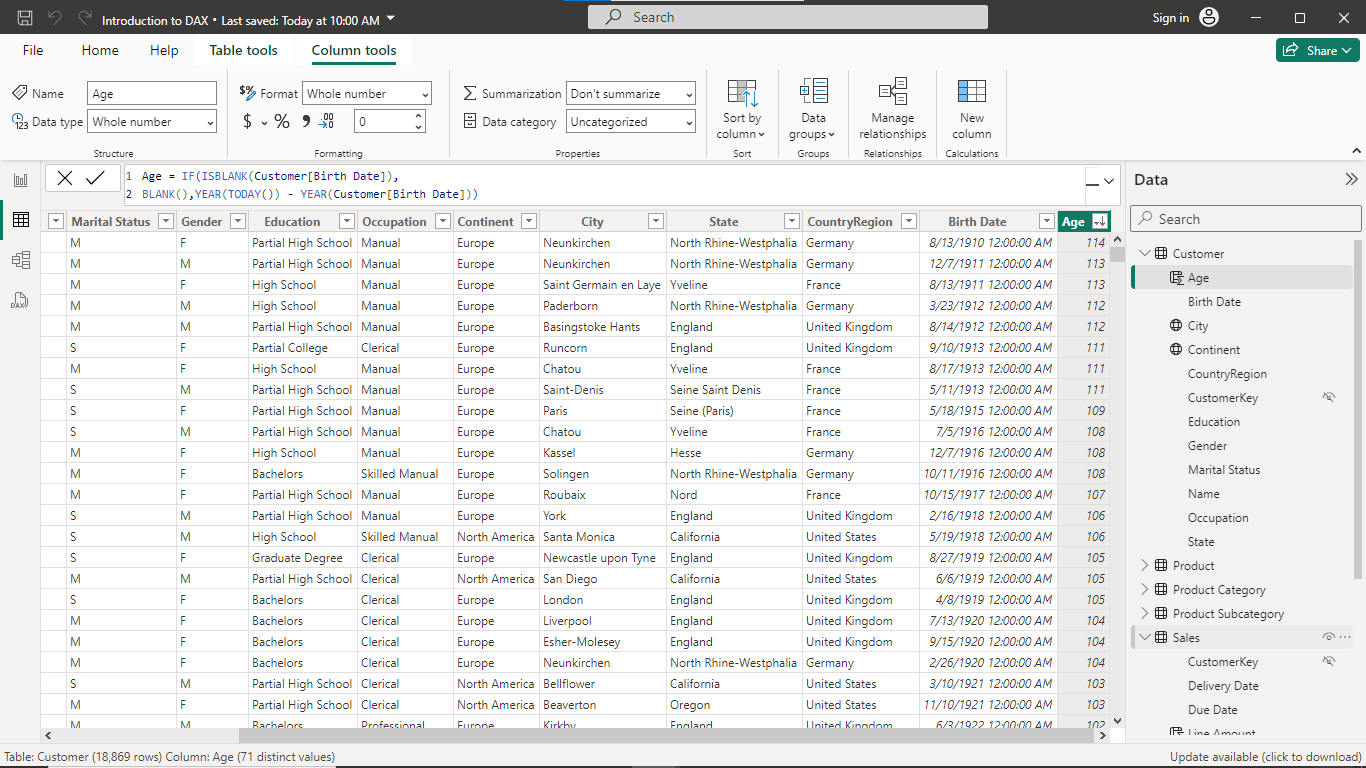 Introduction to DAX • Last saved: Today at 10:00 AM
Search
Sign in
File Home Help Table tools Column tools
Share
Name Age
Data type Whole number
Structure
Format Whole number
$ % 0
Formatting
Summarization Don't summarize
Data category Uncategorized
Properties
Sort by column
Sort
Data groups
Groups
Manage relationships
Relationships
New column
Calculations
1 Age = IF(ISBLANK(Customer[Birth Date]),
2 BLANK(),YEAR(TODAY()) - YEAR(Customer[Birth Date]))
Marital Status Gender Education Occupation Continent City State CountryRegion Birth Date Age
M F Partial High School Manual Europe Neunkirchen North Rhine-Westphalia Germany 8/13/1910 12:00:00 AM 114
M M Partial High School Manual Europe Neunkirchen North Rhine-Westphalia Germany 12/7/1911 12:00:00 AM 113
M F High School Manual Europe Saint Germain en Laye Yveline France 8/13/1911 12:00:00 AM 113
M M High School Manual Europe Paderborn North Rhine-Westphalia Germany 3/23/1912 12:00:00 AM 112
M M Partial High School Manual Europe Basingstoke Hants England United Kingdom 8/14/1912 12:00:00 AM 112
S F Partial College Clerical Europe Runcorn England United Kingdom 9/10/1913 12:00:00 AM 111
M F High School Manual Europe Chatou Yveline France 8/17/1913 12:00:00 AM 111
S M Partial High School Manual Europe Saint-Denis Seine Saint Denis France 5/11/1913 12:00:00 AM 111
S F Partial High School Manual Europe Paris Seine (Paris) France 5/18/1915 12:00:00 AM 109
S M Partial High School Manual Europe Chatou Yveline France 7/5/1916 12:00:00 AM 108
M F High School Manual Europe Kassel Hesse Germany 12/7/1916 12:00:00 AM 108
M F Bachelors Skilled Manual Europe Solingen North Rhine-Westphalia Germany 10/11/1916 12:00:00 AM 108
M F Partial High School Manual Europe Roubaix Nord France 10/15/1917 12:00:00 AM 107
S M Partial High School Manual Europe York England United Kingdom 2/16/1918 12:00:00 AM 106
S M High School Skilled Manual North America Santa Monica California United States 5/19/1918 12:00:00 AM 106
S F Graduate Degree Clerical Europe Newcastle upon Tyne England United Kingdom 8/27/1919 12:00:00 AM 105
M M Partial High School Clerical North America San Diego California United States 6/6/1919 12:00:00 AM 105
S F Bachelors Clerical Europe London England United Kingdom 4/8/1919 12:00:00 AM 105
M F Bachelors Clerical Europe Liverpool England United Kingdom 7/13/1920 12:00:00 AM 104
M F Bachelors Clerical Europe Esher-Molesey England United Kingdom 9/15/1920 12:00:00 AM 104
M F Bachelors Clerical Europe Neunkirchen North Rhine-Westphalia Germany 2/26/1920 12:00:00 AM 104
S M Partial High School Clerical North America Bellflower California United States 3/10/1921 12:00:00 AM 103
M F Partial High School Clerical North America Beaverton Oregon United States 11/10/1921 12:00:00 AM 103
M M Bachelors Professional Europe Kirkby England United Kingdom 6/3/1922 12:00:00 AM 102
Data
Search
Customer
Age
Birth Date
City
Continent
CountryRegion
CustomerKey
Education
Gender
Marital Status
Name
Occupation
State
Product
Product Category
Product Subcategory
Sales
CustomerKey
Delivery Date
Due Date
Line Amount
Table: Customer (18,869 rows) Column: Age (71 distinct values)
Update available (click to download)